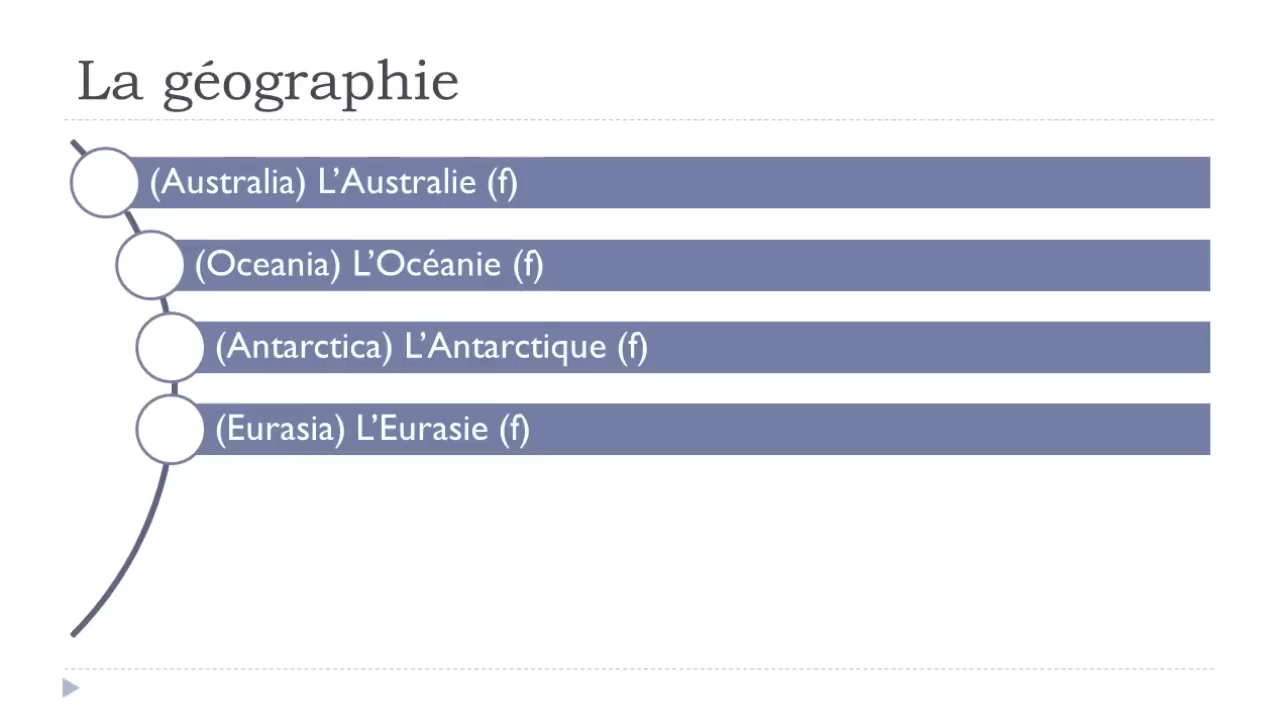 La géographie
(Australia) L’Australie (f)
(Oceania) L’Océanie (f)
(Antarctica) L’Antarctique (f)
(Eurasia) L’Eurasie (f)